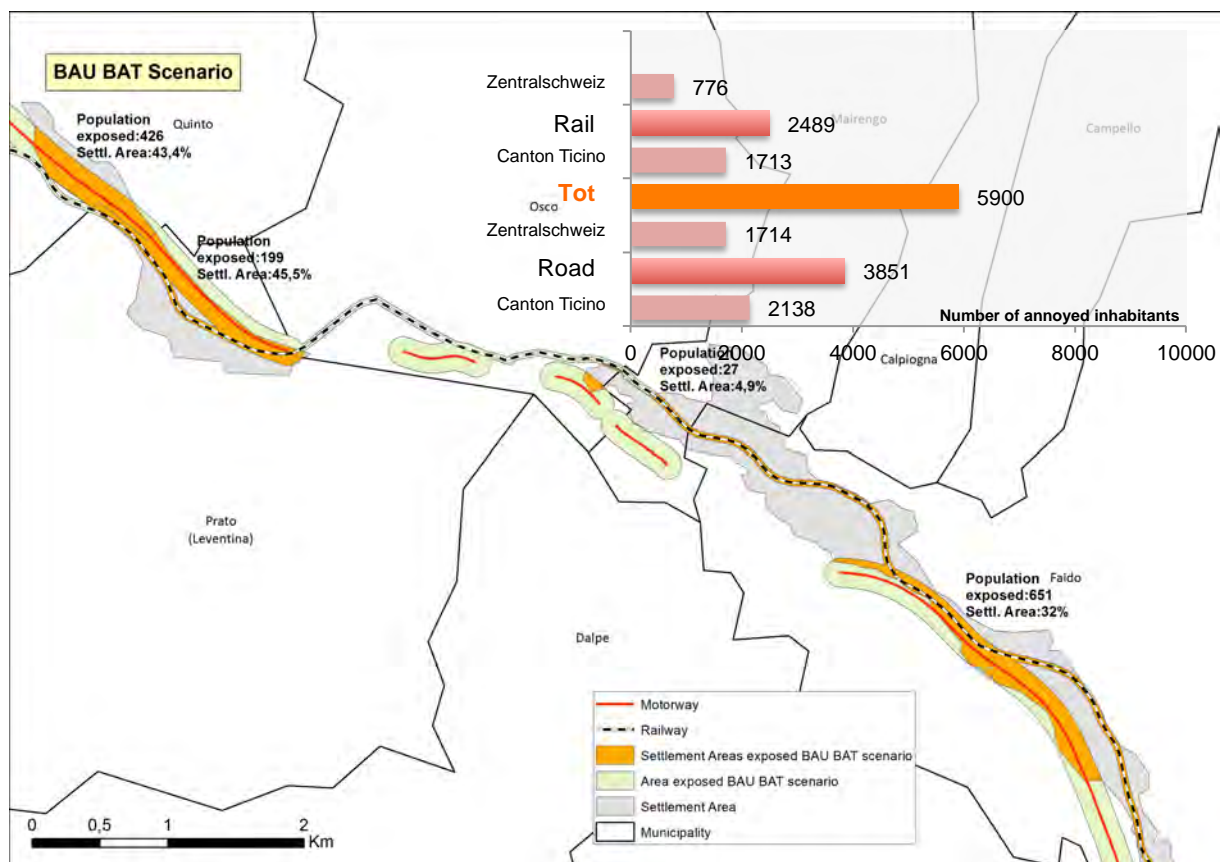 BAU BAT Scenario
Population
exposed:426
Settl. Area:43,4%
Quinto
Population
exposed:199
Settl. Area:45,5%
Osco
Mairengo
Campello
Zentralschweiz
776
Rail
2489
Canton Ticino
1713
Tot
5900
Zentralschweiz
1714
Road
3851
Canton Ticino
2138
Number of annoyed inhabitants
0
2000
4000
6000
8000
10000
Population
exposed:27
Settl. Area:4,9%
Calpiogna
Prato
(Leventina)
Population
exposed:651
Settl. Area:32%
Faido
Dalpe
Motorway
Railway
Settlement Areas exposed BAU BAT scenario
Area exposed BAU BAT scenario
Settlement Area
Municipality
0 0,5 1 2
Km